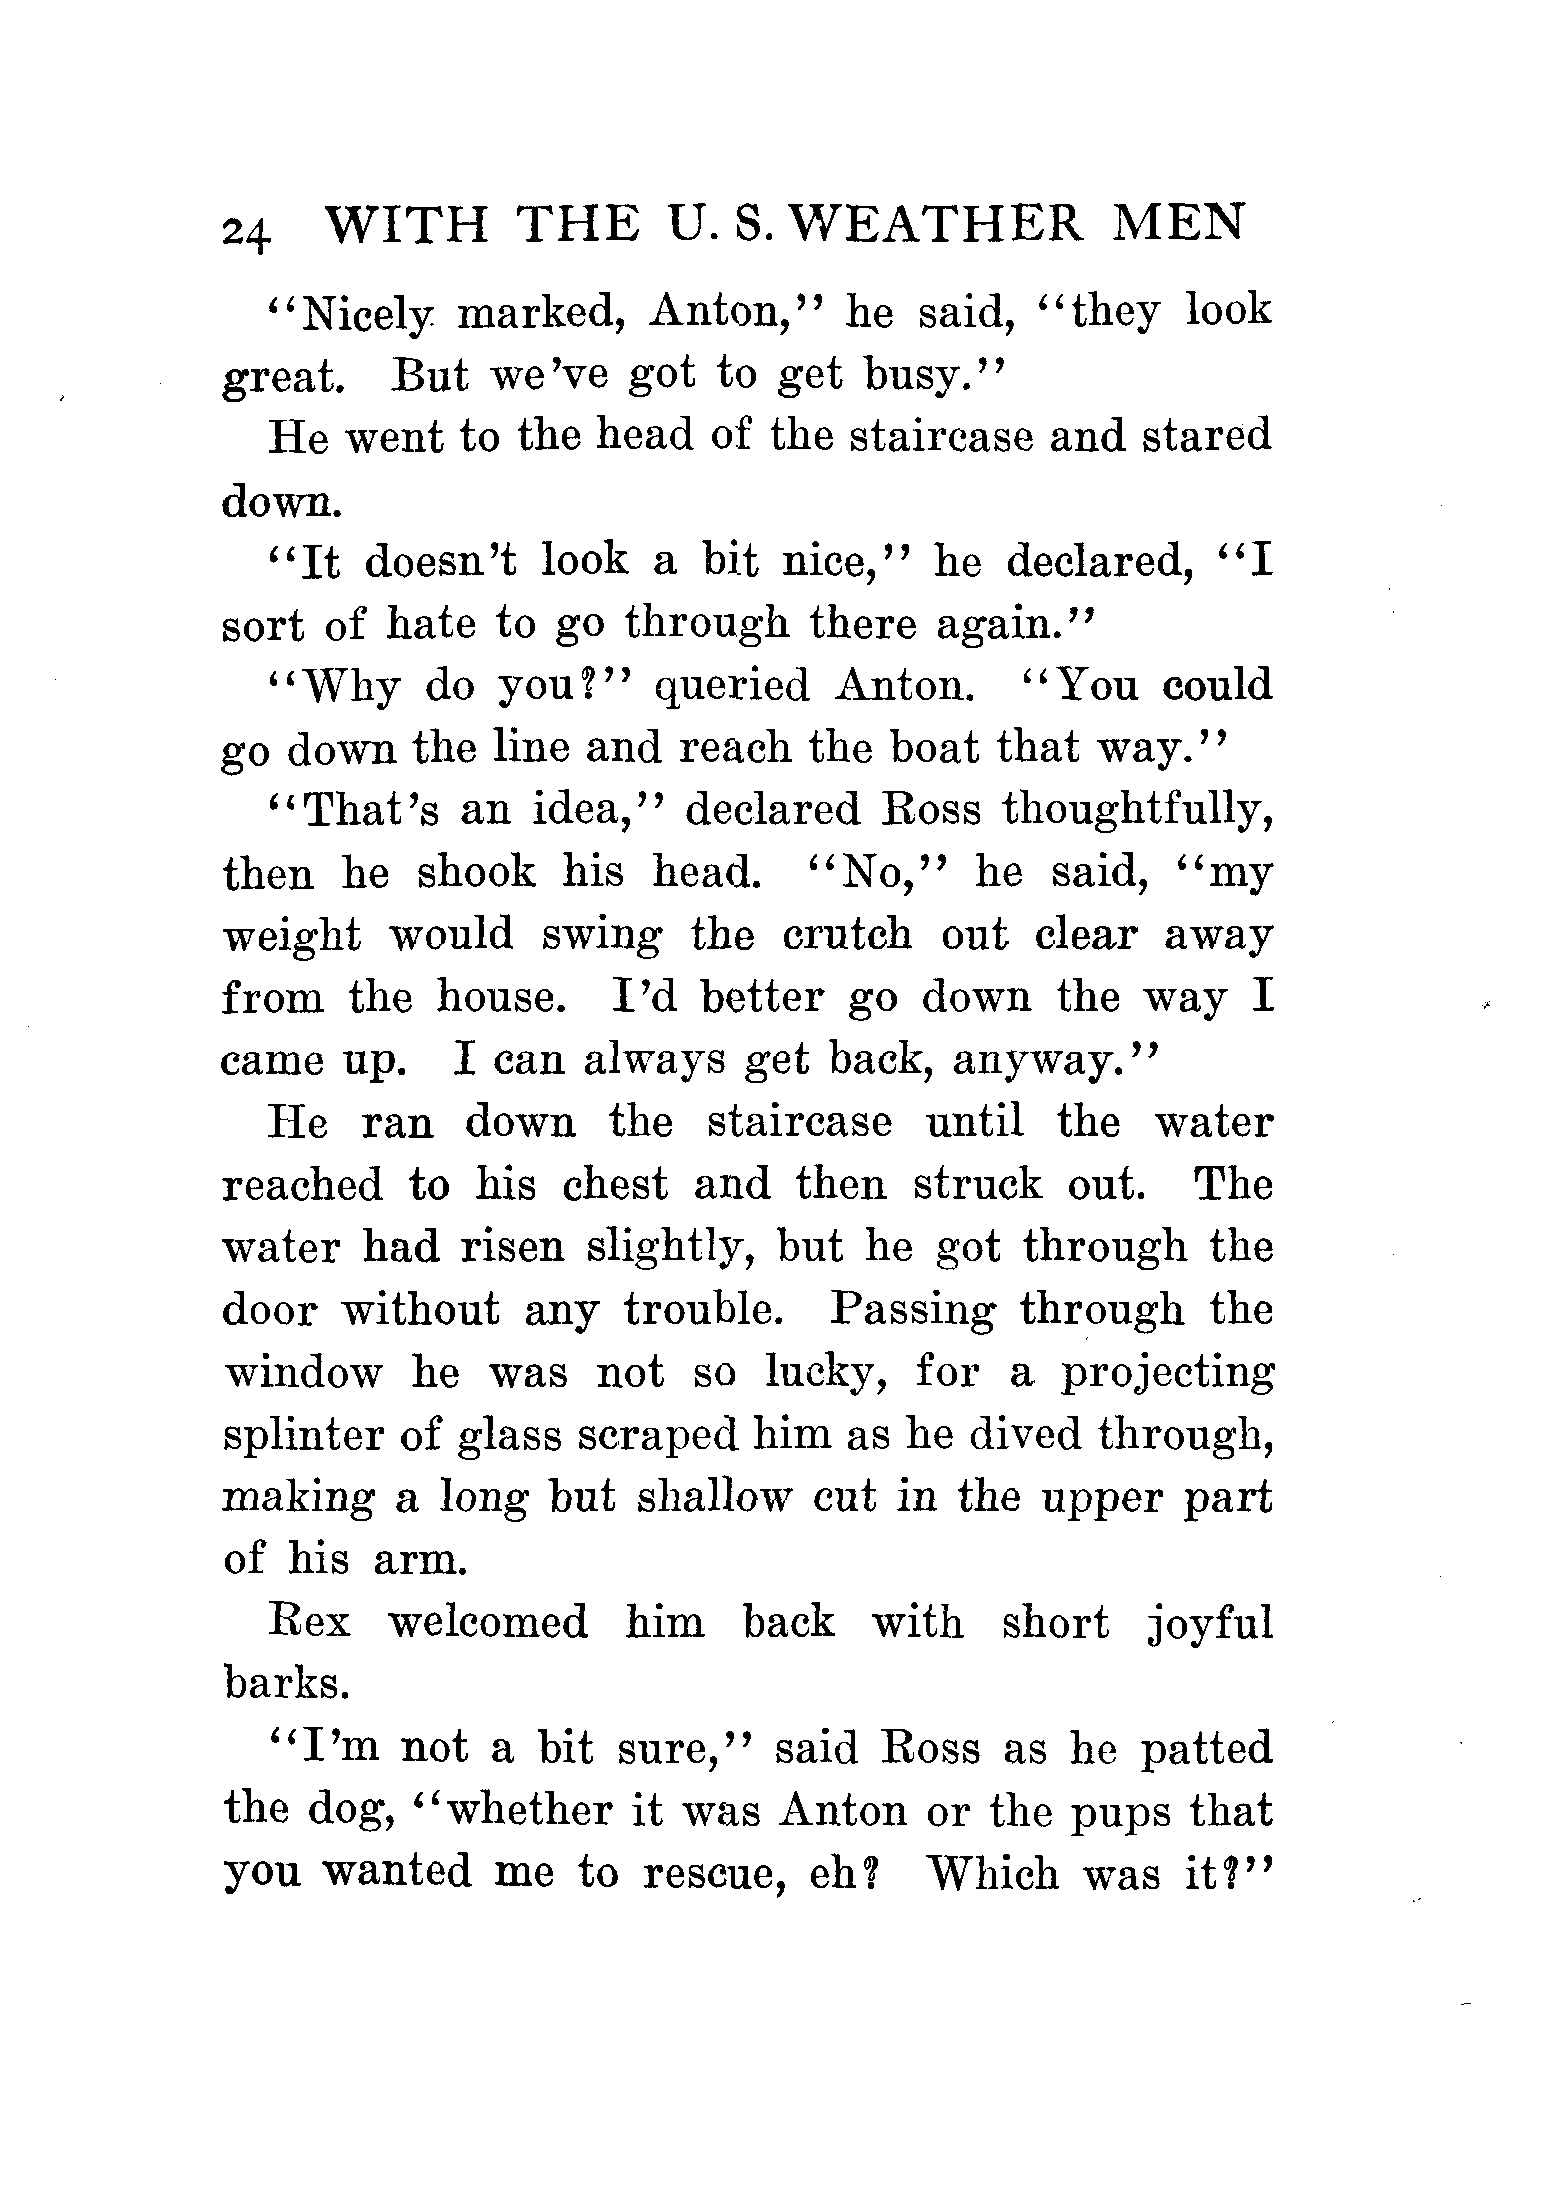 24 WITH THE U. S. WEATHER MEN
“Nicely marked, Anton,” he said, “they look
great. But we’ve got to get busy.”
He went to the head of the staircase and stared
down.
“It doesn’t look a bit nice,” he declared, “I
sort of hate to go through there again.”
“Why do you?” queried Anton. “You could
go down the line and reach the boat that way.”
“That’s an idea,” declared Ross thoughtfully,
then he shook his head. “No,” he said, “my
weight would swing the crutch out clear away
from the house. I’d better go down the way I
came up. I can always get back, anyway.”
He ran down the staircase until the water
reached to his chest and then struck out. The
water had risen slightly, but he got through the
door without any trouble. Passing through the
window he was not so lucky, for a projecting
splinter of glass scraped him as he dived through,
making a long but shallow cut in the upper part
of his arm.
Rex welcomed him back with short joyful
barks.
“I’m not a bit sure,” said Ross as he patted
the dog, “whether it was Anton or the pups that
you wanted me to rescue, eh? Which was it?”